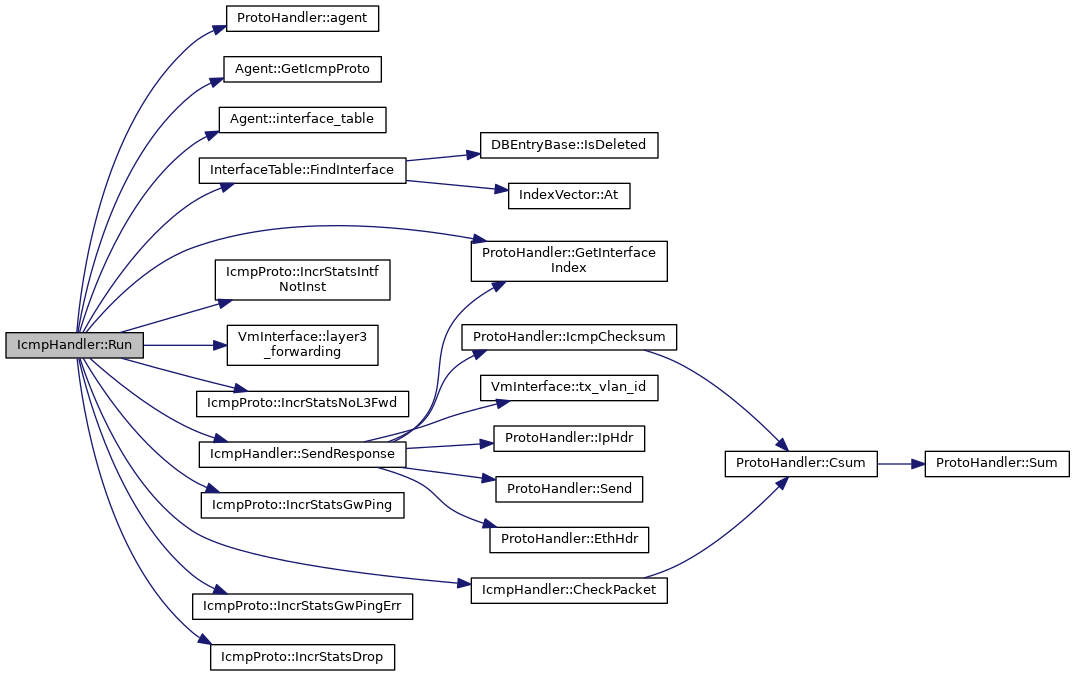 ProtoHandler::agent
Agent::GetIcmpProto
Agent::interface_table
InterfaceTable::FindInterface
DBEntryBase::IsDeleted
IndexVector::At
ProtoHandler::GetInterface
Index
IcmpProto::IncrStatsIntf
NotInst
IcmpHandler::Run
VmInterface::layer3
_forwarding
ProtoHandler::IcmpChecksum
VmInterface::tx_vlan_id
IcmpProto::IncrStatsNoL3Fwd
IcmpHandler::SendResponse
ProtoHandler::IpHdr
ProtoHandler::Csum
ProtoHandler::Sum
ProtoHandler::Send
IcmpProto::IncrStatsGwPing
ProtoHandler::EthHdr
IcmpHandler::CheckPacket
IcmpProto::IncrStatsGwPingErr
IcmpProto::IncrStatsDrop